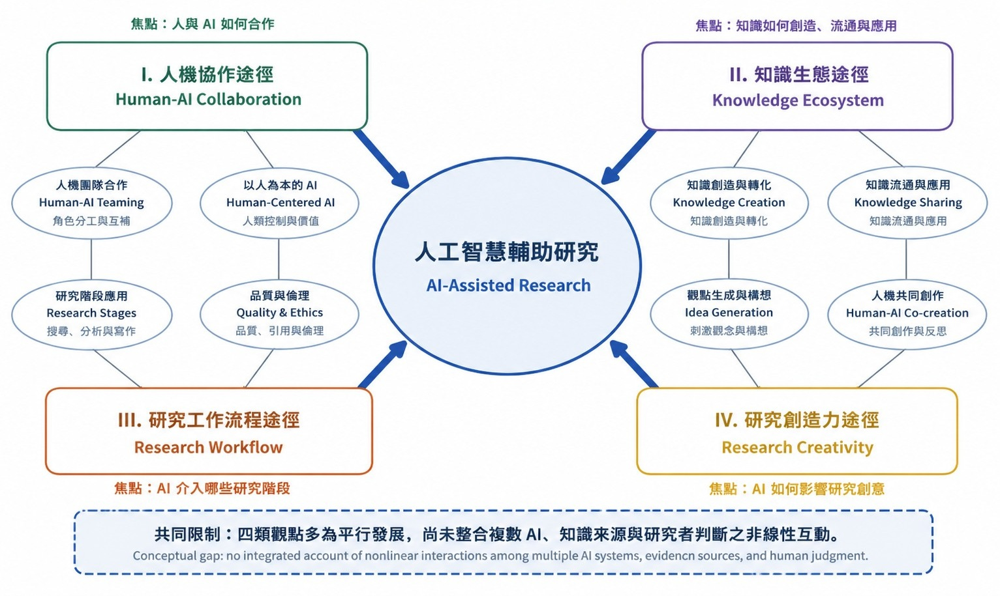 焦點：人與 AI 如何合作
I. 人機協作途徑
Human-AI Collaboration
人機團隊合作
Human-AI Teaming
角色分工與互補
以人為本的 AI
Human-Centered AI
人類控制與價值
研究階段應用
Research Stages
搜尋、分析與寫作
品質與倫理
Quality & Ethics
品質、引用與倫理
III. 研究工作流程途徑
Research Workflow
焦點：AI 介入哪些研究階段
人工智慧輔助研究
AI-Assisted Research
焦點：知識如何創造、流通與應用
II. 知識生態途徑
Knowledge Ecosystem
知識創造與轉化
Knowledge Creation
知識創造與轉化
知識流通與應用
Knowledge Sharing
知識流通與應用
觀點生成與構想
Idea Generation
刺激觀念與構想
人機共同創作
Human-AI Co-creation
共同創作與反思
IV. 研究創造力途徑
Research Creativity
焦點：AI 如何影響研究創意
共同限制：四類觀點多為平行發展，尚未整合複數 AI、知識來源與研究者判斷之非線性互動。
Conceptual gap: no integrated account of nonlinear interactions among multiple AI systems, evidencn sources, and human judgment.